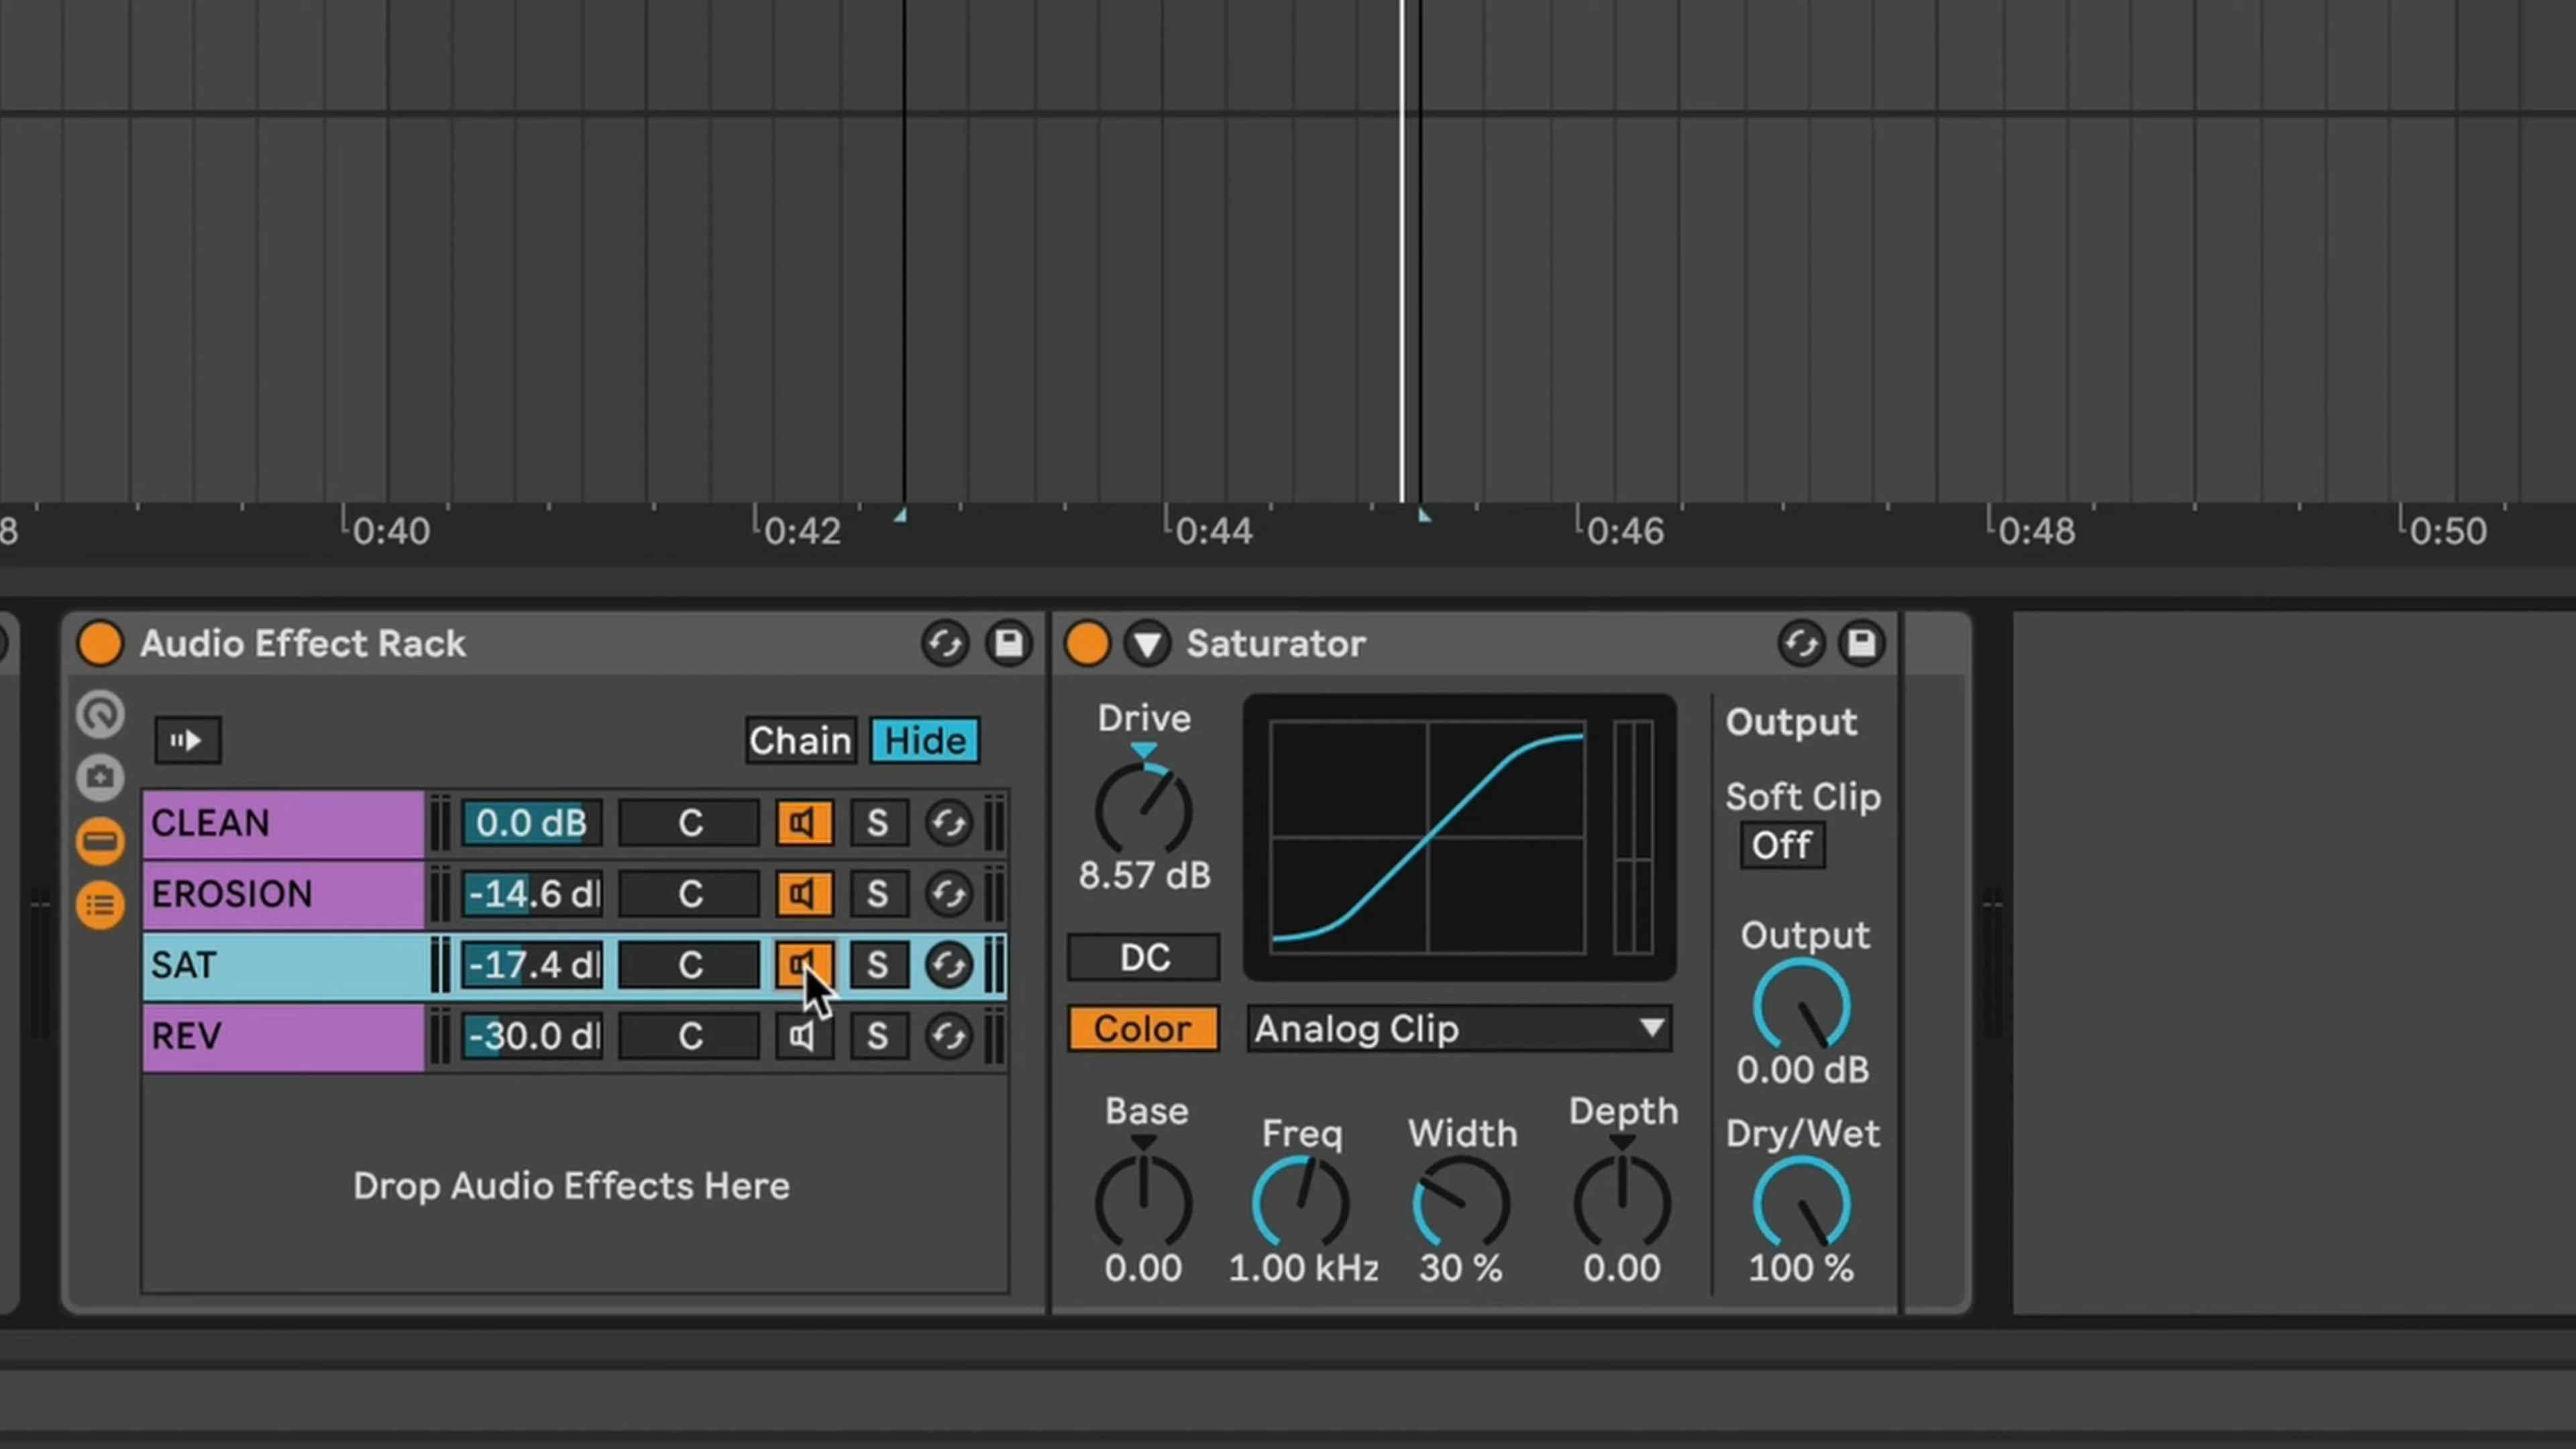 8 0:40 0:42 0:44 0:46 0:48 0:50
Audio Effect Rack
Chain Hide
CLEAN 0.0 dB C S
EROSION -14.6 d C S
SAT -17.4 d C S
REV -30.0 d C S
Drop Audio Effects Here
Saturator
Drive
8.57 dB
DC
Color
Analog Clip
Base
0.00
Freq
1.00 kHz
Width
30 %
Depth
0.00
Output
Soft Clip
Off
Output
0.00 dB
Dry/Wet
100 %